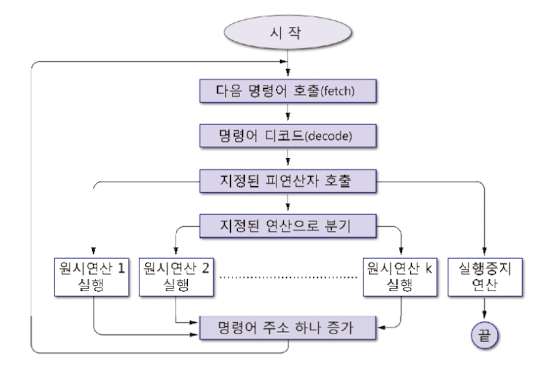 시 작
다음 명령어 호출(fetch)
명령어 디코드(decode)
지정된 피연산자 호출
지정된 연산으로 분기
원시연산 1
실행
원시연산 2
실행
원시연산 k
실행
실행중지
연산
명령어 주소 하나 증가
끝